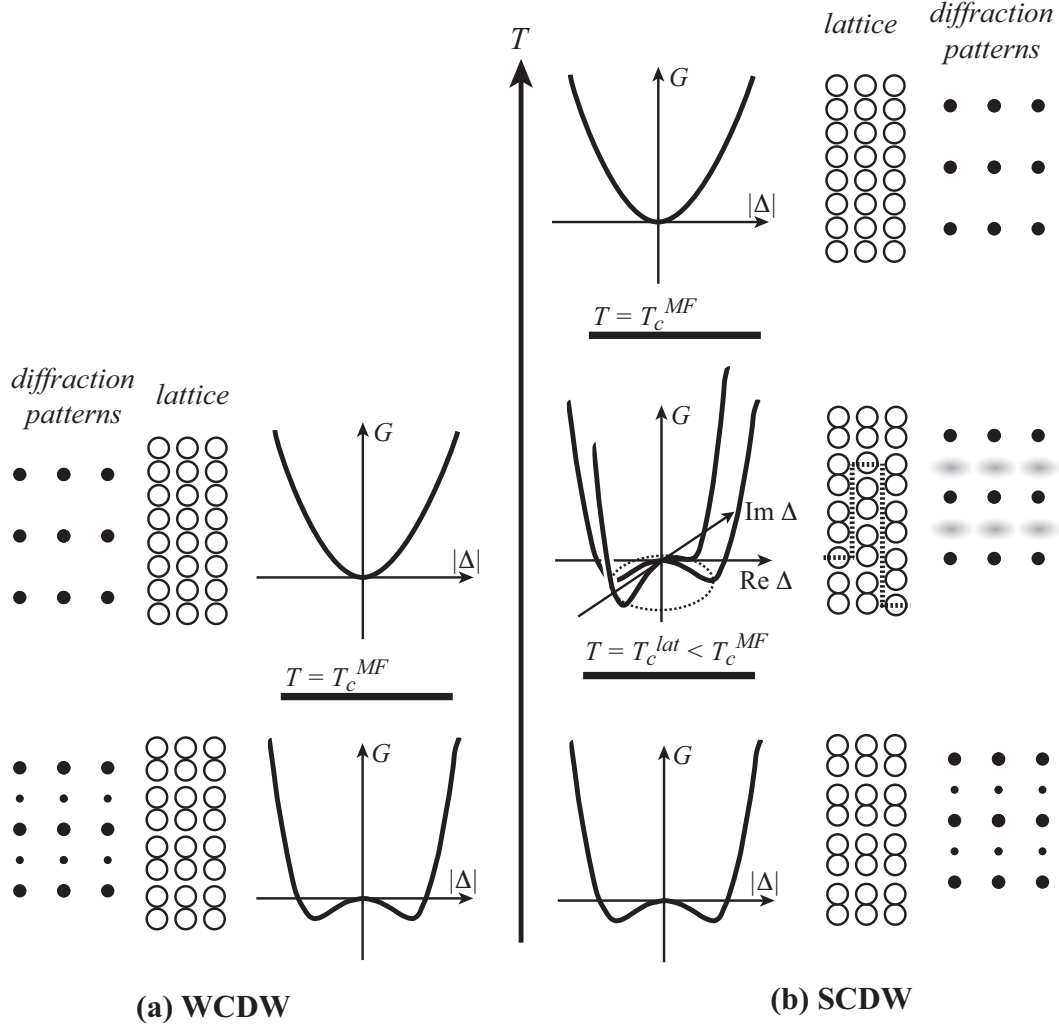 T
lattice
diffraction
patterns
G
|Δ|
T = T_c^MF
diffraction
patterns
lattice
G
|Δ|
G
Im Δ
Re Δ
T = T_c^MF
T = T_c^lat < T_c^MF
G
|Δ|
G
|Δ|
(a) WCDW
(b) SCDW